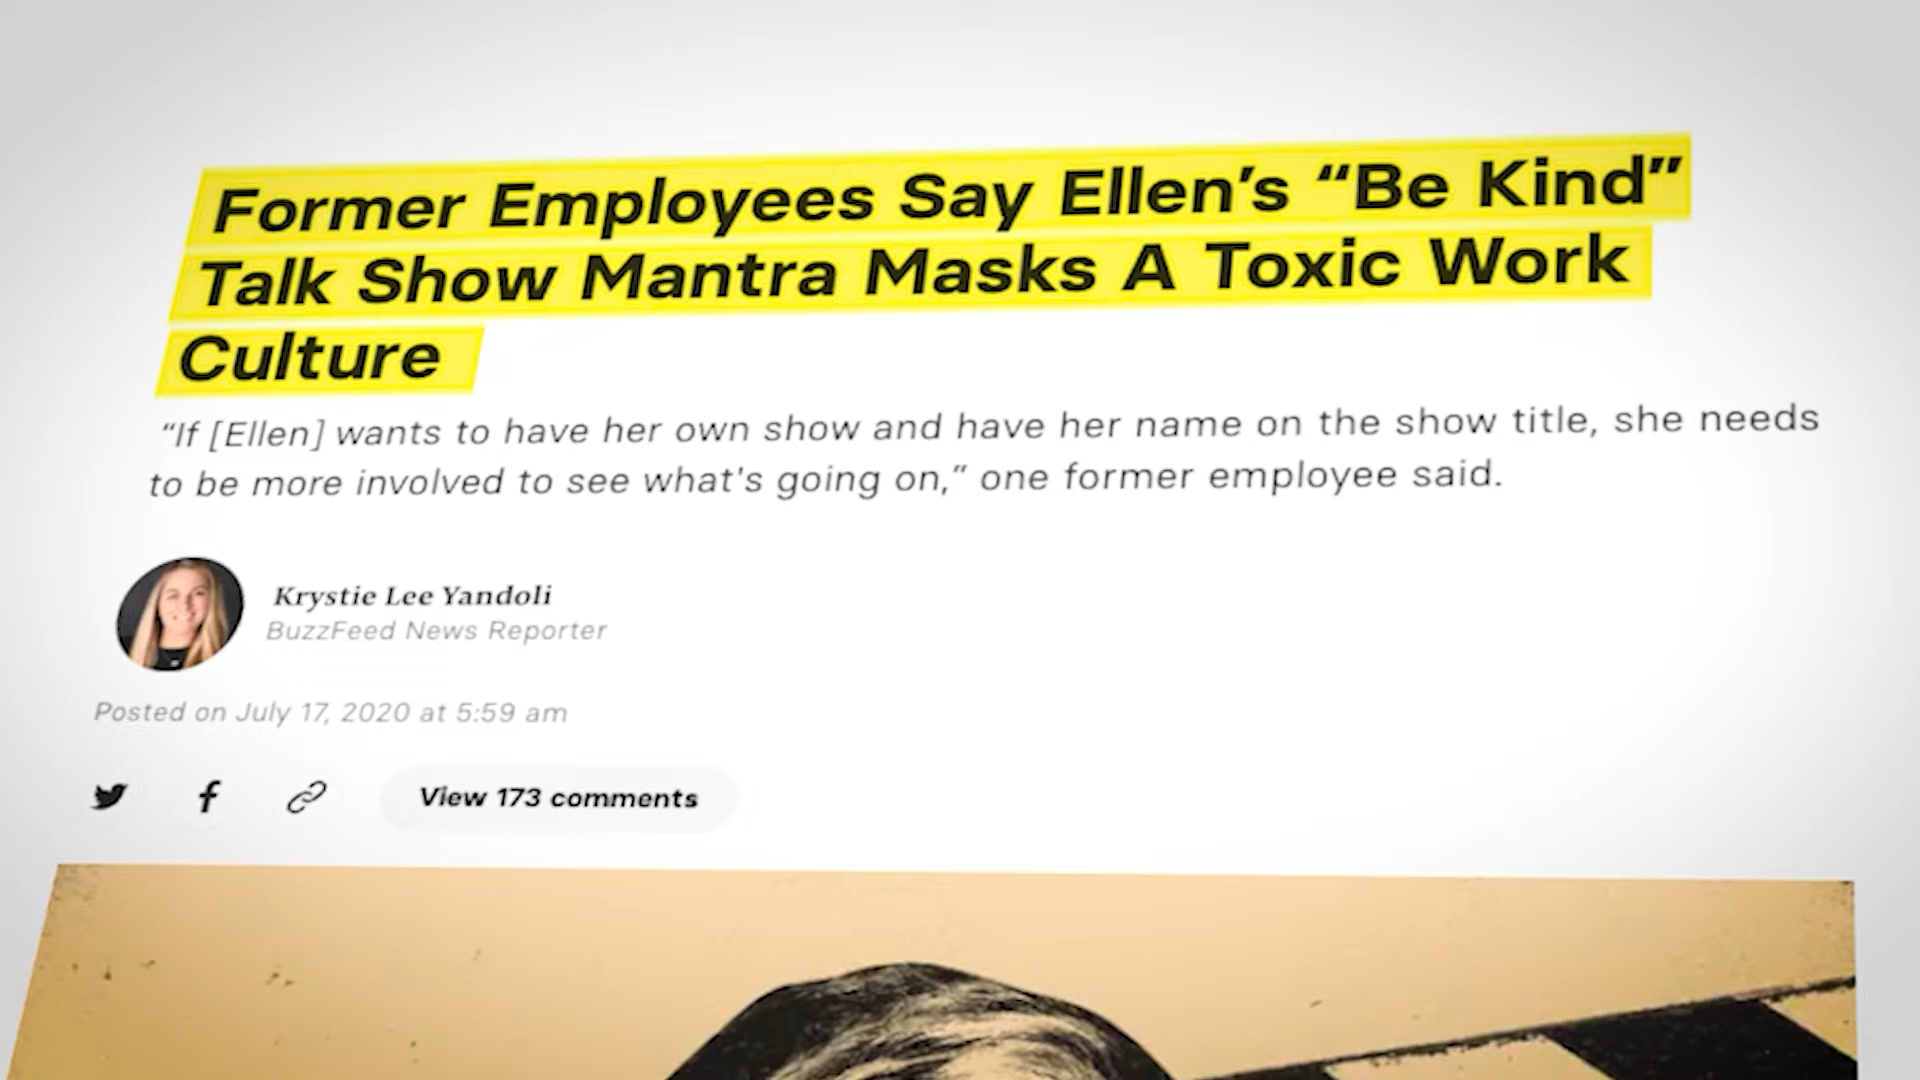 Former Employees Say Ellen’s “Be Kind”
Talk Show Mantra Masks A Toxic Work
Culture
“If [Ellen] wants to have her own show and have her name on the show title, she needs
to be more involved to see what's going on,” one former employee said.
Krystie Lee Yandoli
BuzzFeed News Reporter
Posted on July 17, 2020 at 5:59 am
View 173 comments